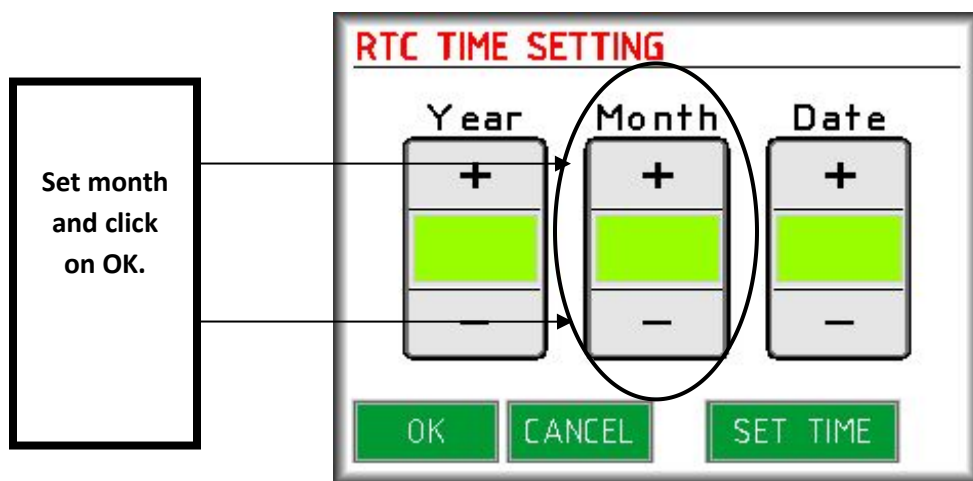 RTC TIME SETTING
Set month
and click
on OK.
Year Month Date
+ + +
− − −
OK CANCEL SET TIME